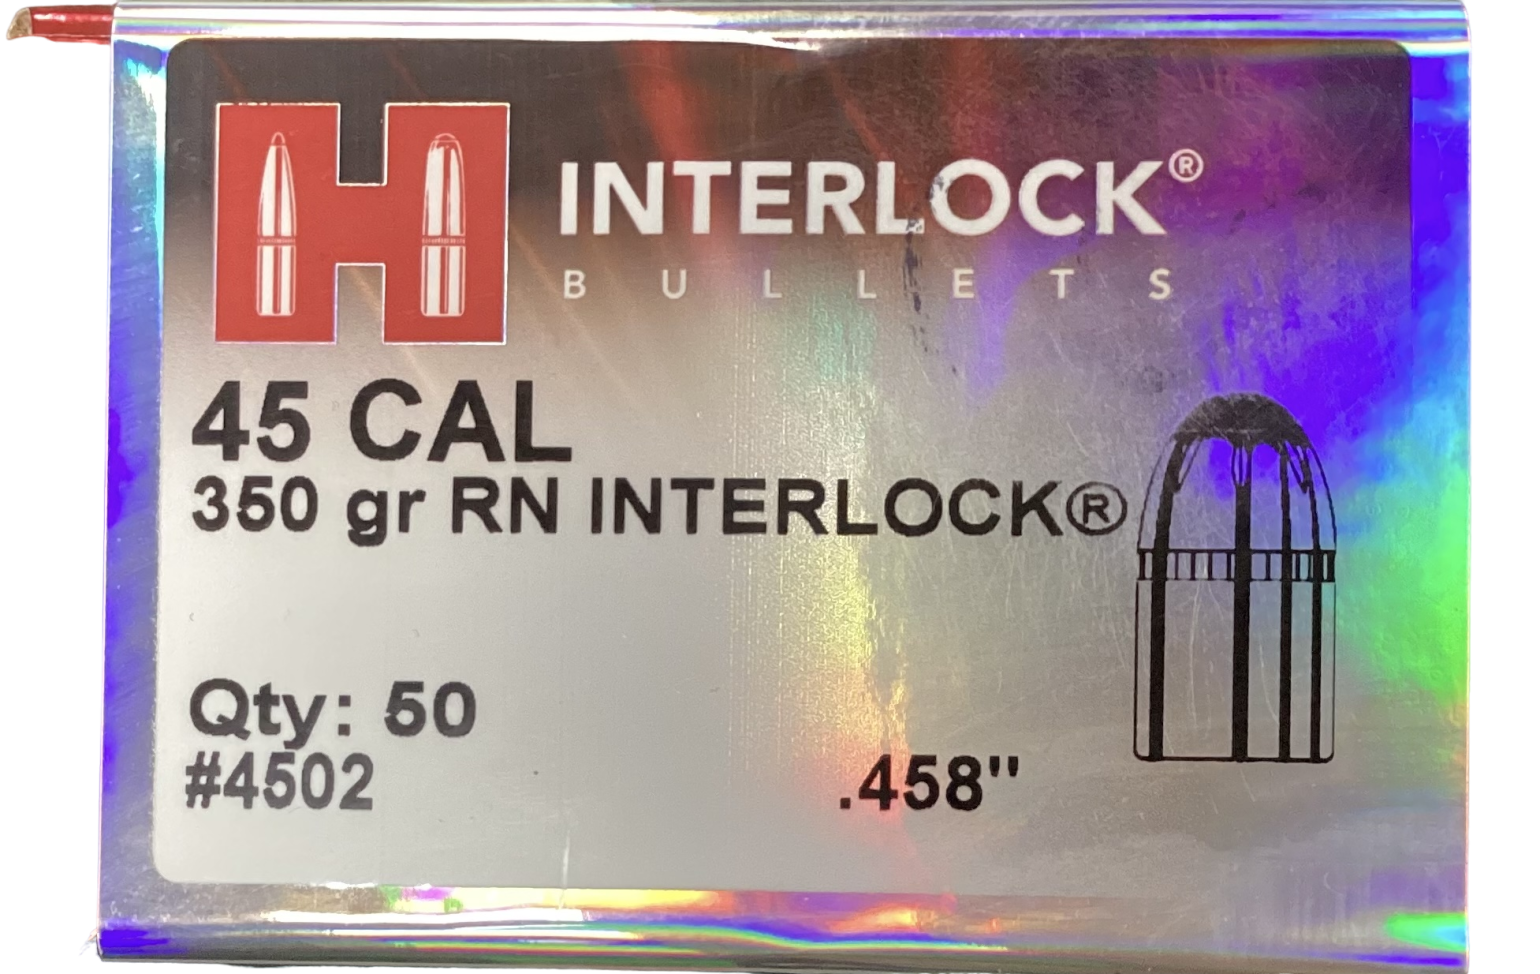 INTERLOCK®
BULLETS
45 CAL
350 gr RN INTERLOCK®
Qty: 50
#4502
.458"